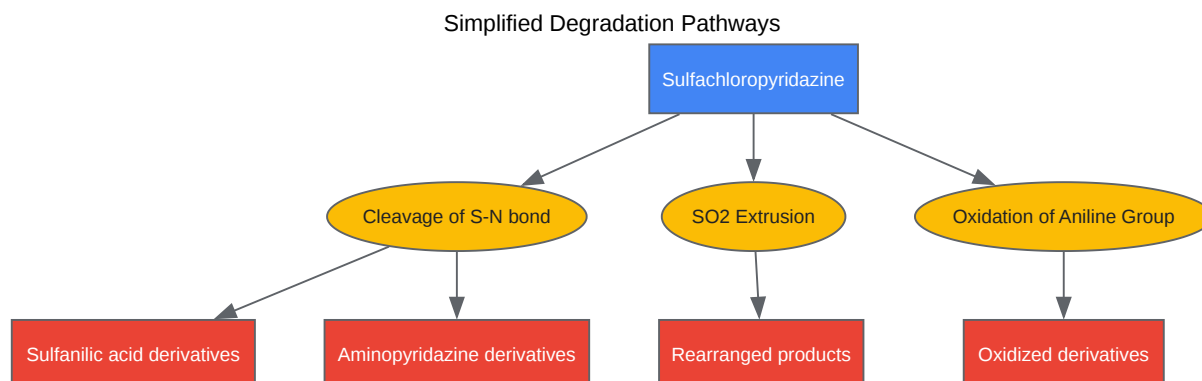 Simplified Degradation Pathways
Sulfachloropyridazine
Cleavage of S-N bond
SO2 Extrusion
Oxidation of Aniline Group
Sulfanilic acid derivatives
Aminopyridazine derivatives
Rearranged products
Oxidized derivatives